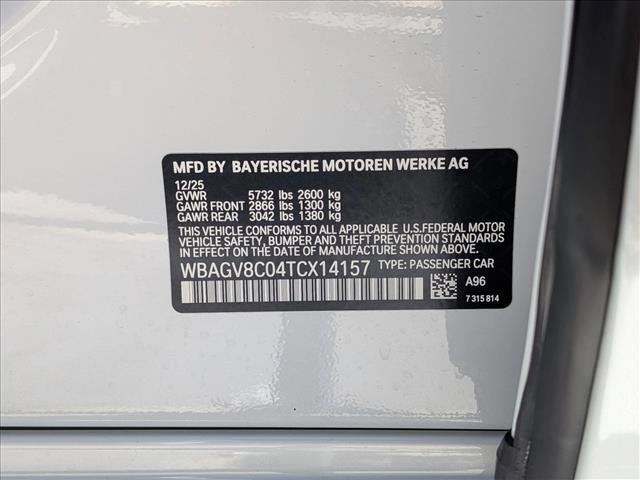 MFD BY BAYERISCHE MOTOREN WERKE AG
12/25
GVWR 5732 lbs 2600 kg
GAWR FRONT 2866 lbs 1300 kg
GAWR REAR 3042 lbs 1380 kg
THIS VEHICLE CONFORMS TO ALL APPLICABLE U.S.FEDERAL MOTOR
VEHICLE SAFETY, BUMPER AND THEFT PREVENTION STANDARDS
IN EFFECT ON THE DATE OF MANUFACTURE SHOWN ABOVE.
WBAGV8C04TCX14157 TYPE: PASSENGER CAR
A96
7 315 814